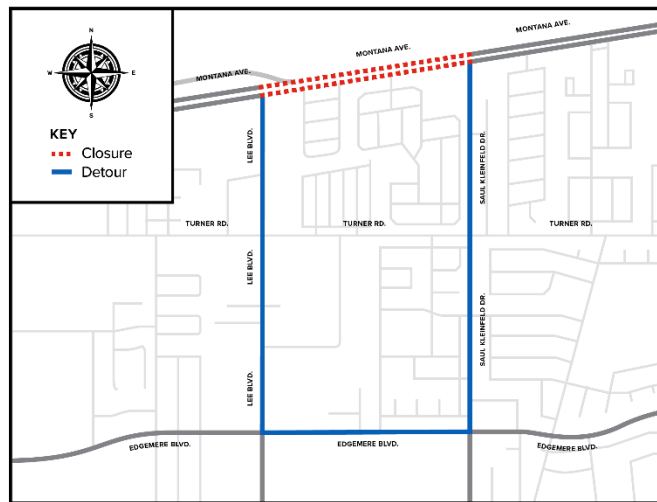 MONTANA AVE.
MONTANA AVE.
MONTANA AVE.
N
W
E
S
KEY
Closure
Detour
LEE BLVD.
SAUL KLEINFELD DR.
TURNER RD.
TURNER RD.
TURNER RD.
LEE BLVD.
SAUL KLEINFELD DR.
LEE BLVD.
EDGEMERE BLVD.
EDGEMERE BLVD.
EDGEMERE BLVD.